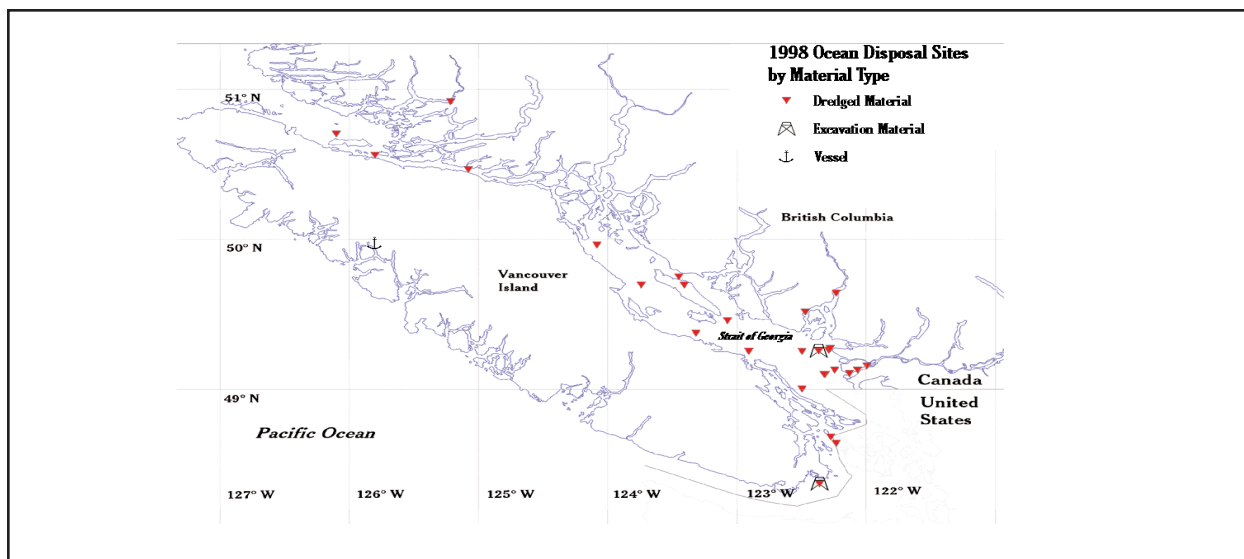 1998 Ocean Disposal Sites
by Material Type
Dredged Material
Excavation Material
Vessel
51° N
British Columbia
50° N
Vancouver
Island
Strait of Georgia
Canada
49° N
United
States
Pacific Ocean
127° W
126° W
125° W
124° W
123° W
122° W